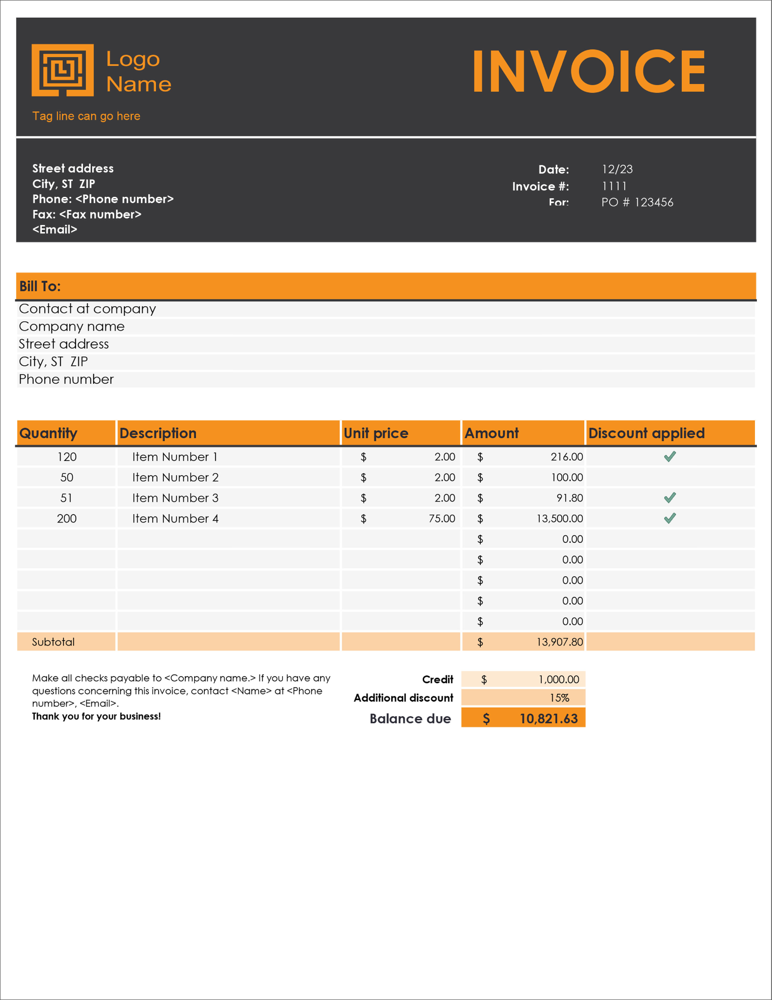 Logo
Name
INVOICE
Tag line can go here
Street address
City, ST  ZIP
Phone: <Phone number>
Fax: <Fax number>
<Email>
Date: 12/23
Invoice #: 1111
For: PO # 123456
Bill To:
Contact at company
Company name
Street address
City, ST  ZIP
Phone number
Quantity Description Unit price Amount Discount applied
120 Item Number 1 $ 2.00 $ 216.00 ✓
50 Item Number 2 $ 2.00 $ 100.00
51 Item Number 3 $ 2.00 $ 91.80 ✓
200 Item Number 4 $ 75.00 $ 13,500.00 ✓
$ 0.00
$ 0.00
$ 0.00
$ 0.00
$ 0.00
Subtotal $ 13,907.80
Make all checks payable to <Company name.> If you have any
questions concerning this invoice, contact <Name> at <Phone
number>, <Email>.
Thank you for your business!
Credit $ 1,000.00
Additional discount 15%
Balance due $ 10,821.63